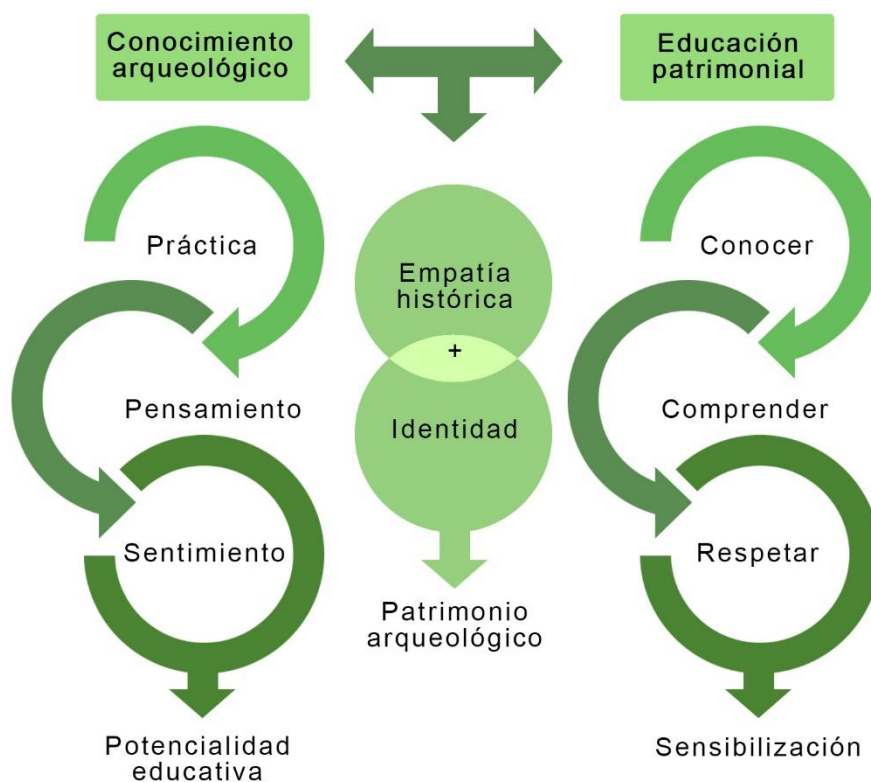 Conocimiento
arqueológico
Educación
patrimonial
Práctica
Pensamiento
Sentimiento
Potencialidad
educativa
Empatía
histórica
+
Identidad
Patrimonio
arqueológico
Conocer
Comprender
Respetar
Sensibilización